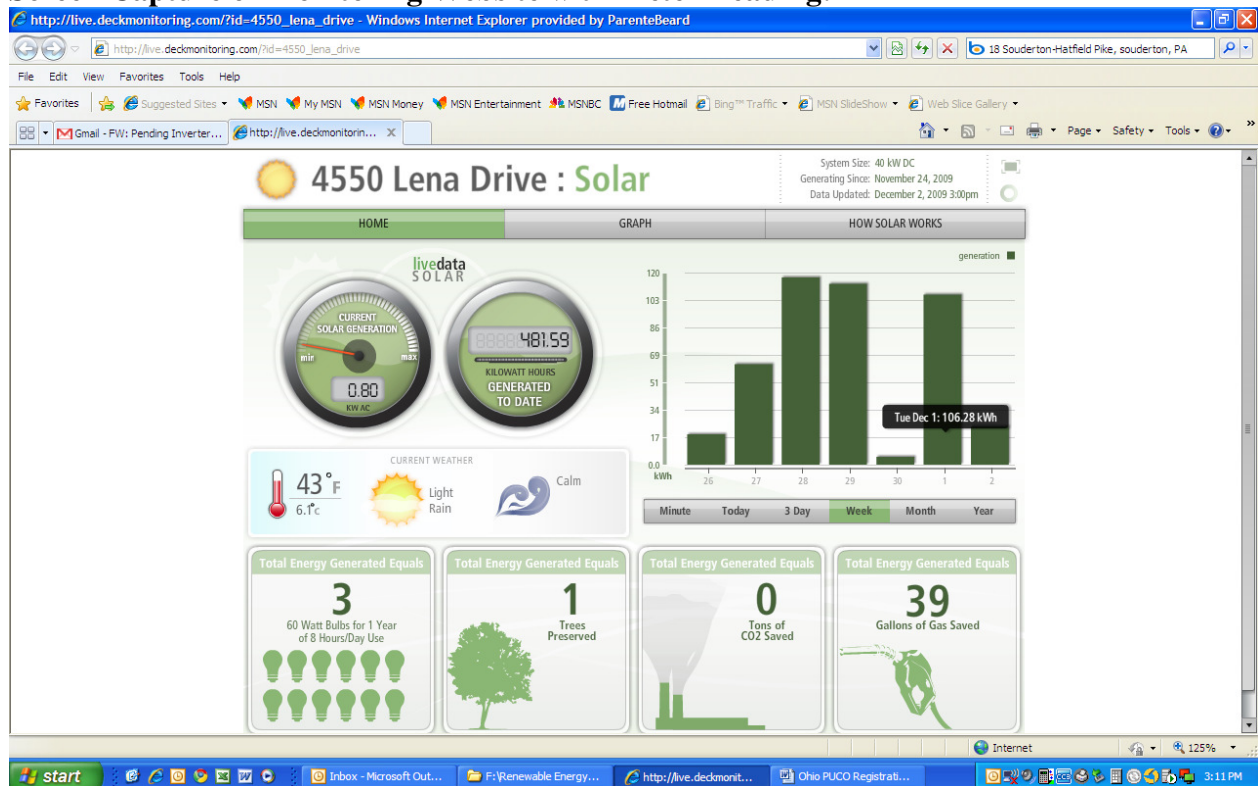 http://live.deckmonitoring.com/?id=4550_lena_drive - Windows Internet Explorer provided by ParenteBeard
http://live.deckmonitoring.com/?id=4550_lena_drive
18 Souderton-Hatfield Pike, souderton, PA
File Edit View Favorites Tools Help
Favorites Suggested Sites MSN My MSN MSN Money MSN Entertainment MSNBC Free Hotmail Bing™ Traffic MSN SlideShow Web Slice Gallery
Gmail - FW: Pending Inverter... http://live.deckmonitorin... X Page Safety Tools
4550 Lena Drive : Solar
System Size: 40 kW DC
Generating Since: November 24, 2009
Data Updated: December 2, 2009 3:00pm
HOME GRAPH HOW SOLAR WORKS
livedata
SOLAR
CURRENT
SOLAR GENERATION
min max
0.80
KW AC
481.59
KILOWATT HOURS
GENERATED
TO DATE
generation
120
103
86
69
51
34
17
0.0
kWh
Tue Dec 1: 106.28 kWh
26 27 28 29 30 1 2
Minute Today 3 Day Week Month Year
CURRENT WEATHER
43°F
6.1°c
Light
Rain
Calm
Total Energy Generated Equals
3
60 Watt Bulbs for 1 Year
of 8 Hours/Day Use
Total Energy Generated Equals
1
Trees
Preserved
Total Energy Generated Equals
0
Tons of
CO2 Saved
Total Energy Generated Equals
39
Gallons of Gas Saved
Internet 125%
start Inbox - Microsoft Out... F:\Renewable Energy... http://live.deckmonit... Ohio PUCO Registrati... 3:11 PM